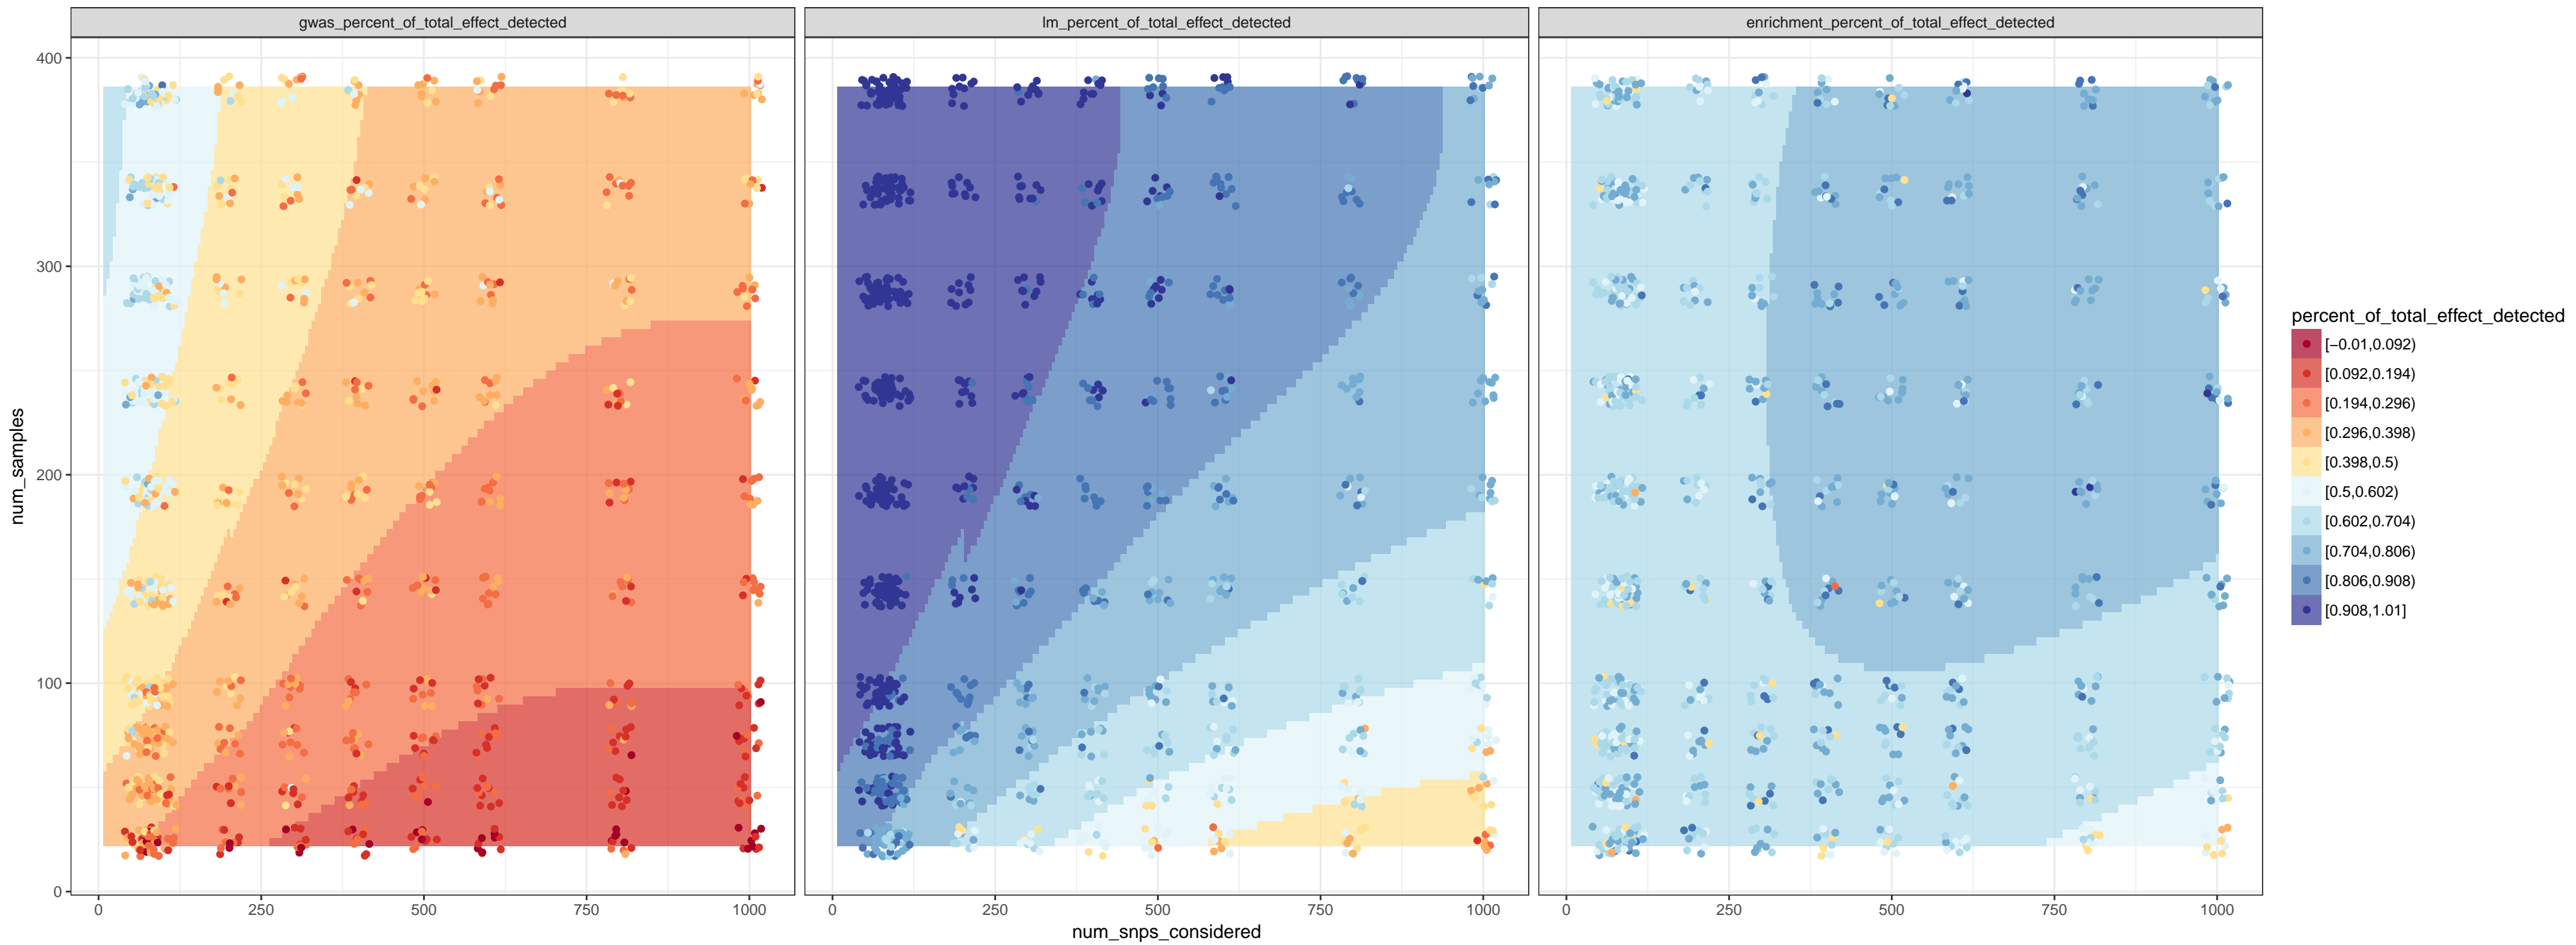 gwas_percent_of_total_effect_detected
lm_percent_of_total_effect_detected
enrichment_percent_of_total_effect_detected
400
300
200
100
0
num_samples
0 250 500 750 1000
0 250 500 750 1000
0 250 500 750 1000
num_snps_considered
percent_of_total_effect_detected
[−0.01,0.092)
[0.092,0.194)
[0.194,0.296)
[0.296,0.398)
[0.398,0.5)
[0.5,0.602)
[0.602,0.704)
[0.704,0.806)
[0.806,0.908)
[0.908,1.01]